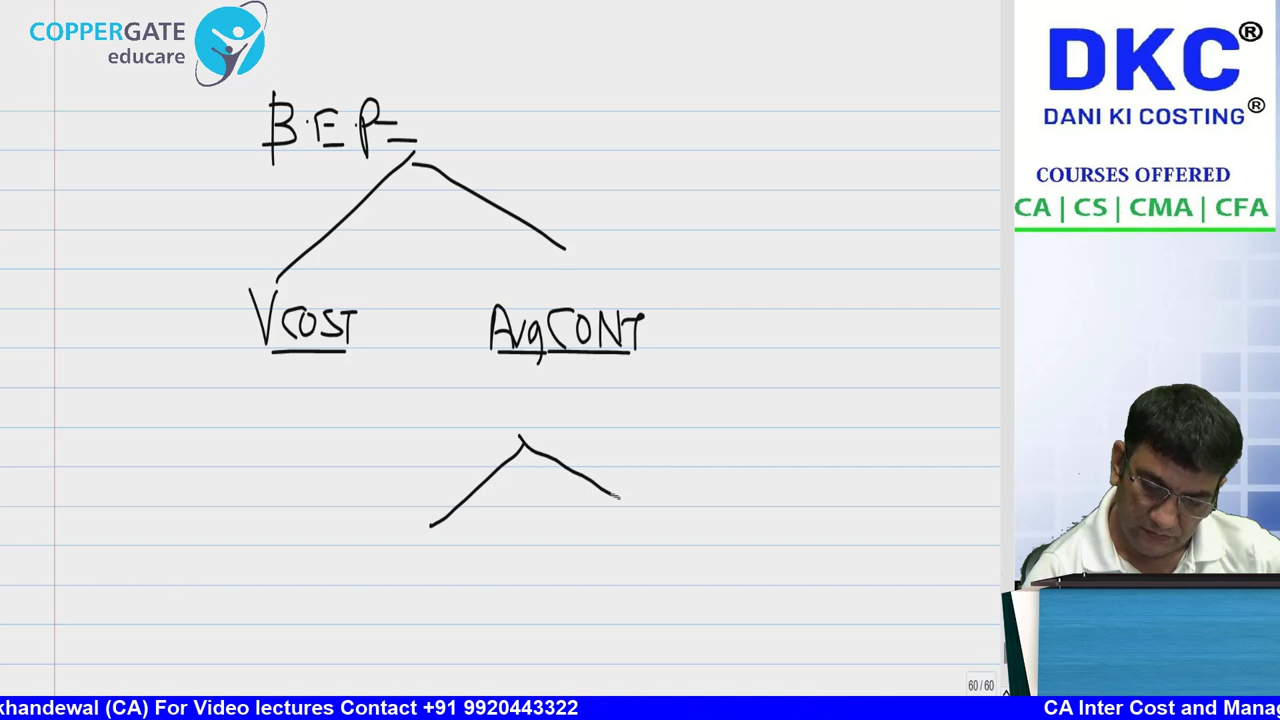 COPPERGATE
educare
B.E.P.
VCOST
AvgCONT
DKC®
DANI KI COSTING®
COURSES OFFERED
CA | CS | CMA | CFA
60 / 60
khandewal (CA) For Video lectures Contact +91 9920443322
CA Inter Cost and Manag